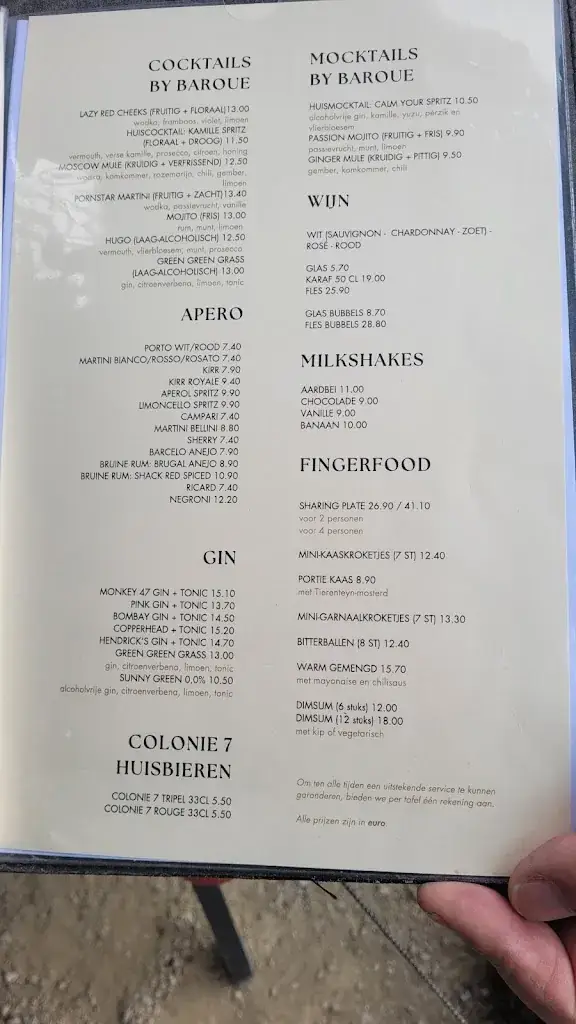 COCKTAILS
BY BAROUE
LAZY RED CHEEKS (FRUITIG + FLORAAL)13.00
wodka, framboos, violet, limoen
HUISCOCKTAIL: KAMILLE SPRITZ
(FLORAAL + DROOG) 11.50
vermouth, verse kamille, prosecco, citroen, honing
MOSCOW MULE (KRUIDIG + VERFRISSEND) 12.50
wodka, komkommer, rozemarijn, chili, gember,
limoen
PORNSTAR MARTINI (FRUITIG + ZACHT)13.40
wodka, passievrucht, vanille
MOJITO (FRIS) 13.00
rum, munt, limoen
HUGO (LAAG-ALCOHOLISCH) 12.50
vermouth, vlierbloesem, munt, prosecco
GREEN GREEN GRASS
(LAAG-ALCOHOLISCH) 13.00
gin, citroenverbena, limoen, tonic
APERO
PORTO WIT/ROOD 7.40
MARTINI BIANCO/ROSSO/ROSATO 7.40
KIRR 7.90
KIRR ROYALE 9.40
APEROL SPRITZ 9.90
LIMONCELLO SPRITZ 9.90
CAMPARI 7.40
MARTINI BELLINI 8.80
SHERRY 7.40
BARCELO ANEJO 7.90
BRUINE RUM: BRUGAL ANEJO 8.90
BRUINE RUM: SHACK RED SPICED 10.90
RICARD 7.40
NEGRONI 12.20
GIN
MONKEY 47 GIN + TONIC 15.10
PINK GIN + TONIC 13.70
BOMBAY GIN + TONIC 14.50
COPPERHEAD + TONIC 15.20
HENDRICK'S GIN + TONIC 14.70
GREEN GREEN GRASS 13.00
gin, citroenverbena, limoen, tonic
SUNNY GREEN 0,0% 10.50
alcoholvrije gin, citroenverbena, limoen, tonic
COLONIE 7
HUISBIEREN
COLONIE 7 TRIPEL 33CL 5.50
COLONIE 7 ROUGE 33CL 5.50
MOCKTAILS
BY BAROUE
HUISMOCKTAIL: CALM YOUR SPRITZ 10.50
alcoholvrije gin, kamille, yuzu, perzik en
vlierbloesem
PASSION MOJITO (FRUITIG + FRIS) 9.90
passievrucht, munt, limoen
GINGER MULE (KRUIDIG + PITTIG) 9.50
gember, komkommer, chili
WIJN
WIT (SAUVIGNON - CHARDONNAY - ZOET) -
ROSÉ - ROOD
GLAS 5.70
KARAF 50 CL 19.00
FLES 25.90
GLAS BUBBELS 8.70
FLES BUBBELS 28.80
MILKSHAKES
AARDBEI 11.00
CHOCOLADE 9.00
VANILLE 9.00
BANAAN 10.00
FINGERFOOD
SHARING PLATE 26.90 / 41.10
voor 2 personen
voor 4 personen
MINI-KAASKROKETJES (7 ST) 12.40
PORTIE KAAS 8.90
met Tierenteyn-mosterd
MINI-GARNAALKROKETJES (7 ST) 13.30
BITTERBALLEN (8 ST) 12.40
WARM GEMENGD 15.70
met mayonaise en chilisaus
DIMSUM (6 stuks) 12.00
DIMSUM (12 stuks) 18.00
met kip of vegetarisch
Om ten alle tijden een uitstekende service te kunnen
garanderen, bieden we per tafel één rekening aan.
Alle prijzen zijn in euro.